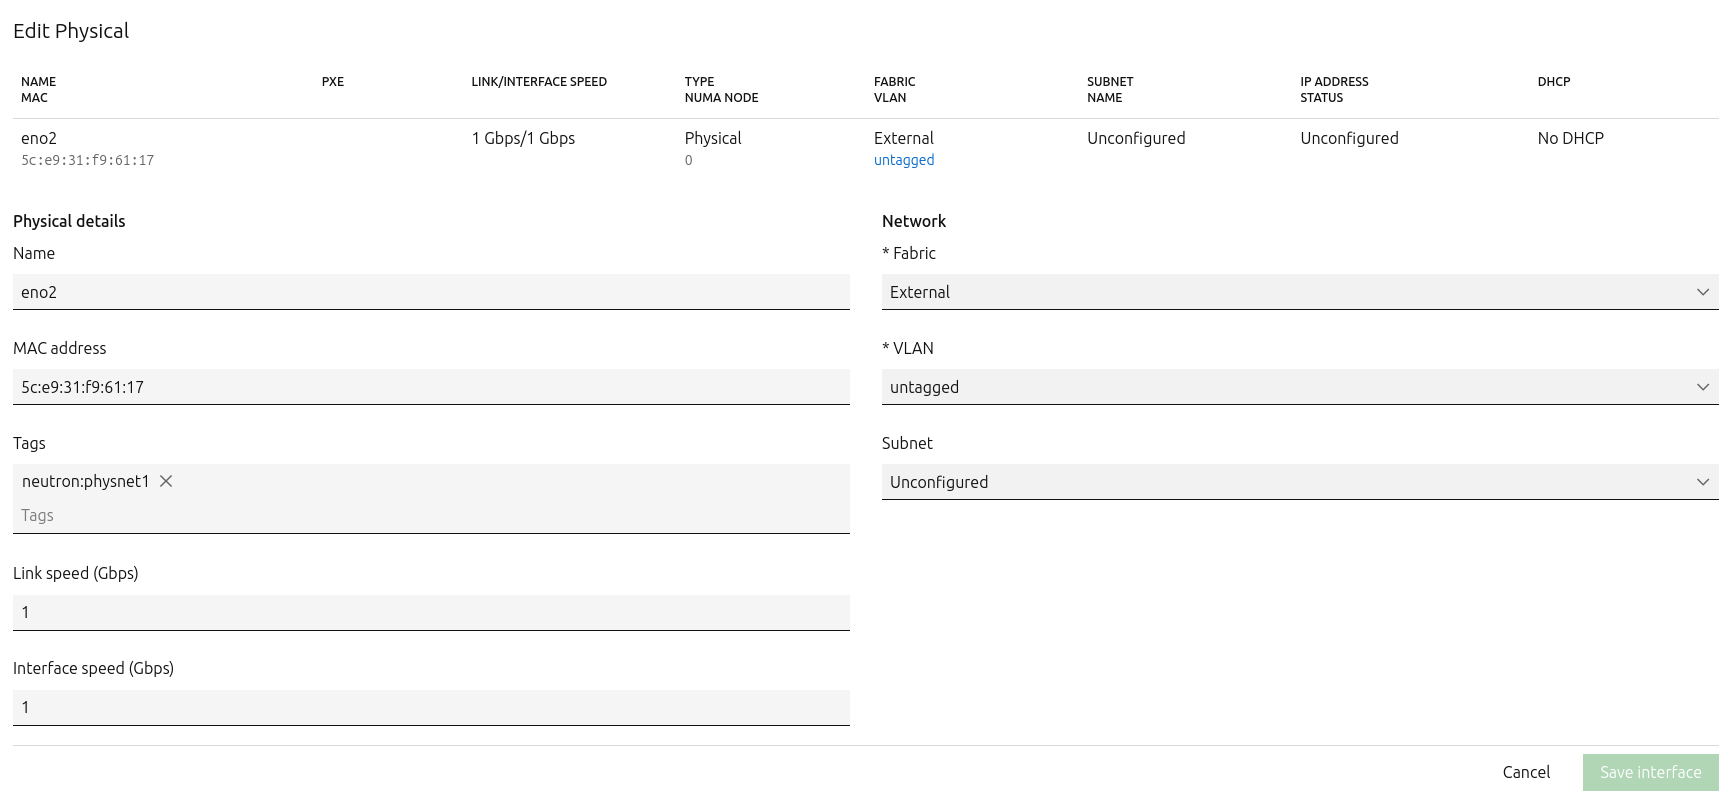 Edit Physical
NAME PXE LINK/INTERFACE SPEED TYPE FABRIC SUBNET IP ADDRESS DHCP
MAC NUMA NODE VLAN NAME STATUS
eno2 1 Gbps/1 Gbps Physical External Unconfigured Unconfigured No DHCP
5c:e9:31:f9:61:17 0 untagged
Physical details
Name
eno2
MAC address
5c:e9:31:f9:61:17
Tags
neutron:physnet1
Tags
Link speed (Gbps)
1
Interface speed (Gbps)
1
Network
* Fabric
External
* VLAN
untagged
Subnet
Unconfigured
Cancel Save interface